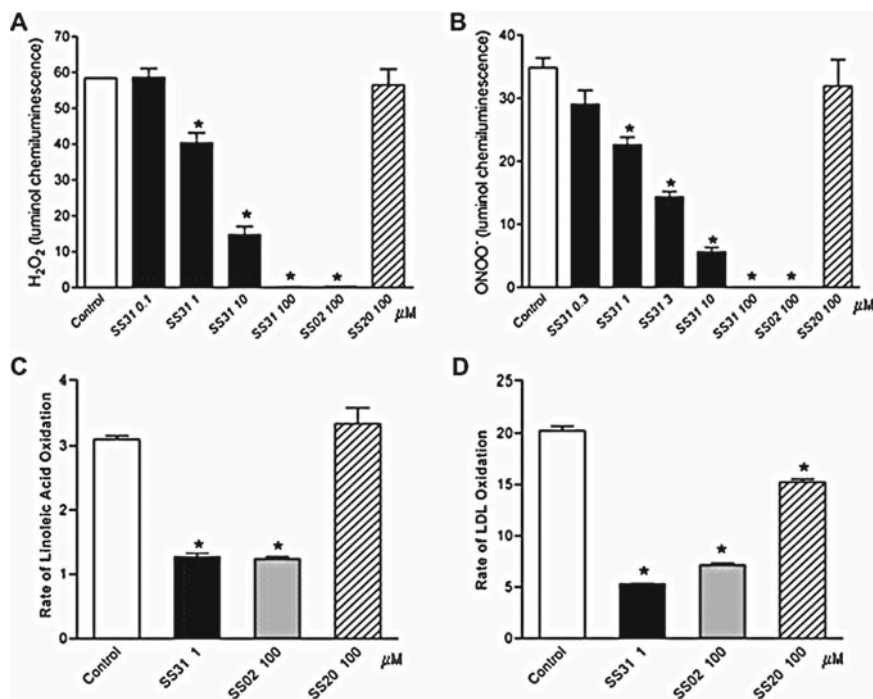 A
H₂O₂ (luminol chemiluminescence)
70
60
50
40
30
20
10
0
*
*
*
*
Control
SS31 0.1
SS31 1
SS31 10
SS31 100
SS02 100
SS20 100
μM
B
ONOO⁻ (luminol chemiluminescence)
40
30
20
10
0
*
*
*
*
*
Control
SS31 0.3
SS31 1
SS31 3
SS31 10
SS31 100
SS02 100
SS20 100
μM
C
Rate of Linoleic Acid Oxidation
4
3
2
1
0
*
*
Control
SS31 1
SS02 100
SS20 100
μM
D
Rate of LDL Oxidation
25
20
15
10
5
0
*
*
*
Control
SS31 1
SS02 100
SS20 100
μM